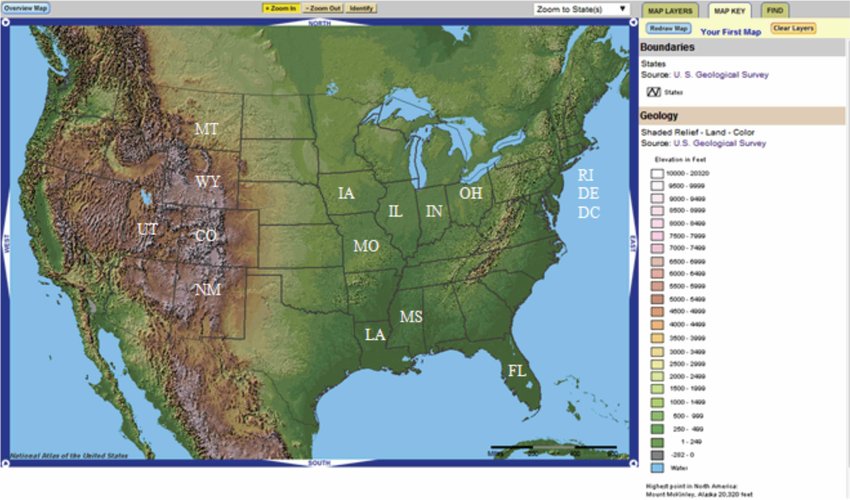 Overview Map
+ Zoom In
- Zoom Out
Identify
Zoom to State(s)
MAP LAYERS
MAP KEY
FIND
NORTH
WEST
EAST
SOUTH
MT
WY
UT
CO
NM
IA
IL
IN
OH
MO
MS
LA
FL
RI
DE
DC
National Atlas of the United States
Miles
Redraw Map
Your First Map
Clear Layers
Boundaries
States
Source: U. S. Geological Survey
States
Geology
Shaded Relief - Land - Color
Source: U.S. Geological Survey
Elevation in Feet
10000 - 20320
9500 - 9999
9000 - 9499
8500 - 8999
8000 - 8499
7500 - 7999
7000 - 7499
6500 - 6999
6000 - 6499
5500 - 5999
5000 - 5499
4500 - 4999
4000 - 4499
3500 - 3999
3000 - 3499
2500 - 2999
2000 - 2499
1500 - 1999
1000 - 1499
500 - 999
250 - 499
1 - 249
-282 - 0
Water
Highest point in North America:
Mount McKinley, Alaska 20,320 feet